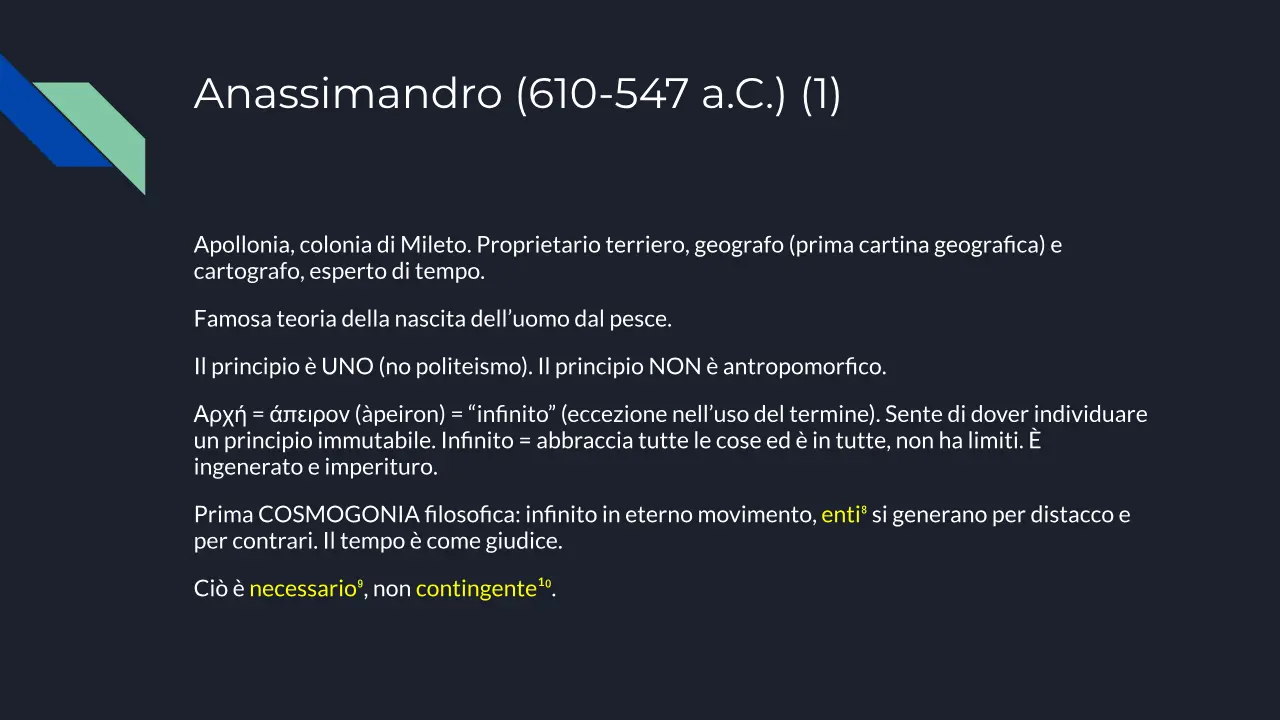 Anassimandro (610-547 a.C.) (1)
Apollonia, colonia di Mileto. Proprietario terriero, geografo (prima cartina geografica) e
cartografo, esperto di tempo.
Famosa teoria della nascita dell’uomo dal pesce.
Il principio è UNO (no politeismo). Il principio NON è antropomorfico.
Αρχή = άπειρον (àpeiron) = “infinito” (eccezione nell’uso del termine). Sente di dover individuare
un principio immutabile. Infinito = abbraccia tutte le cose ed è in tutte, non ha limiti. È
ingenerato e imperituro.
Prima COSMOGONIA filosofica: infinito in eterno movimento, enti⁸ si generano per distacco e
per contrari. Il tempo è come giudice.
Ciò è necessario⁹, non contingente¹⁰.